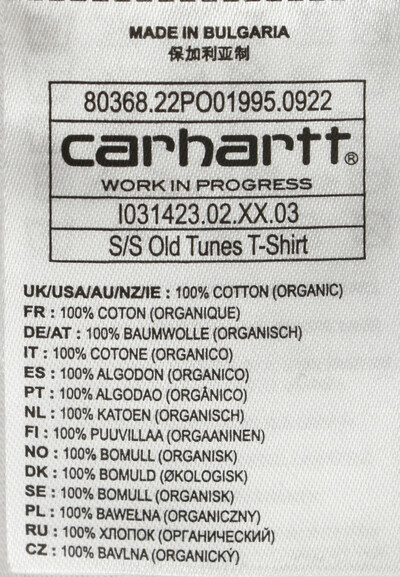 MADE IN BULGARIA
保加利亚制
80368.22PO01995.0922
carhartt®
WORK IN PROGRESS
I031423.02.XX.03
S/S Old Tunes T-Shirt
UK/USA/AU/NZ/IE : 100% COTTON (ORGANIC)
FR : 100% COTON (ORGANIQUE)
DE/AT : 100% BAUMWOLLE (ORGANISCH)
IT : 100% COTONE (ORGANICO)
ES : 100% ALGODON (ORGANICO)
PT : 100% ALGODAO (ORGÂNICO)
NL : 100% KATOEN (ORGANISCH)
FI : 100% PUUVILLAA (ORGAANINEN)
NO : 100% BOMULL (ORGANISK)
DK : 100% BOMULD (ØKOLOGISK)
SE : 100% BOMULL (ORGANISK)
PL : 100% BAWEŁNA (ORGANICZNY)
RU : 100% ХЛОПОК (ОРГАНИЧЕСКИЙ)
CZ : 100% BAVLNA (ORGANICKÝ)